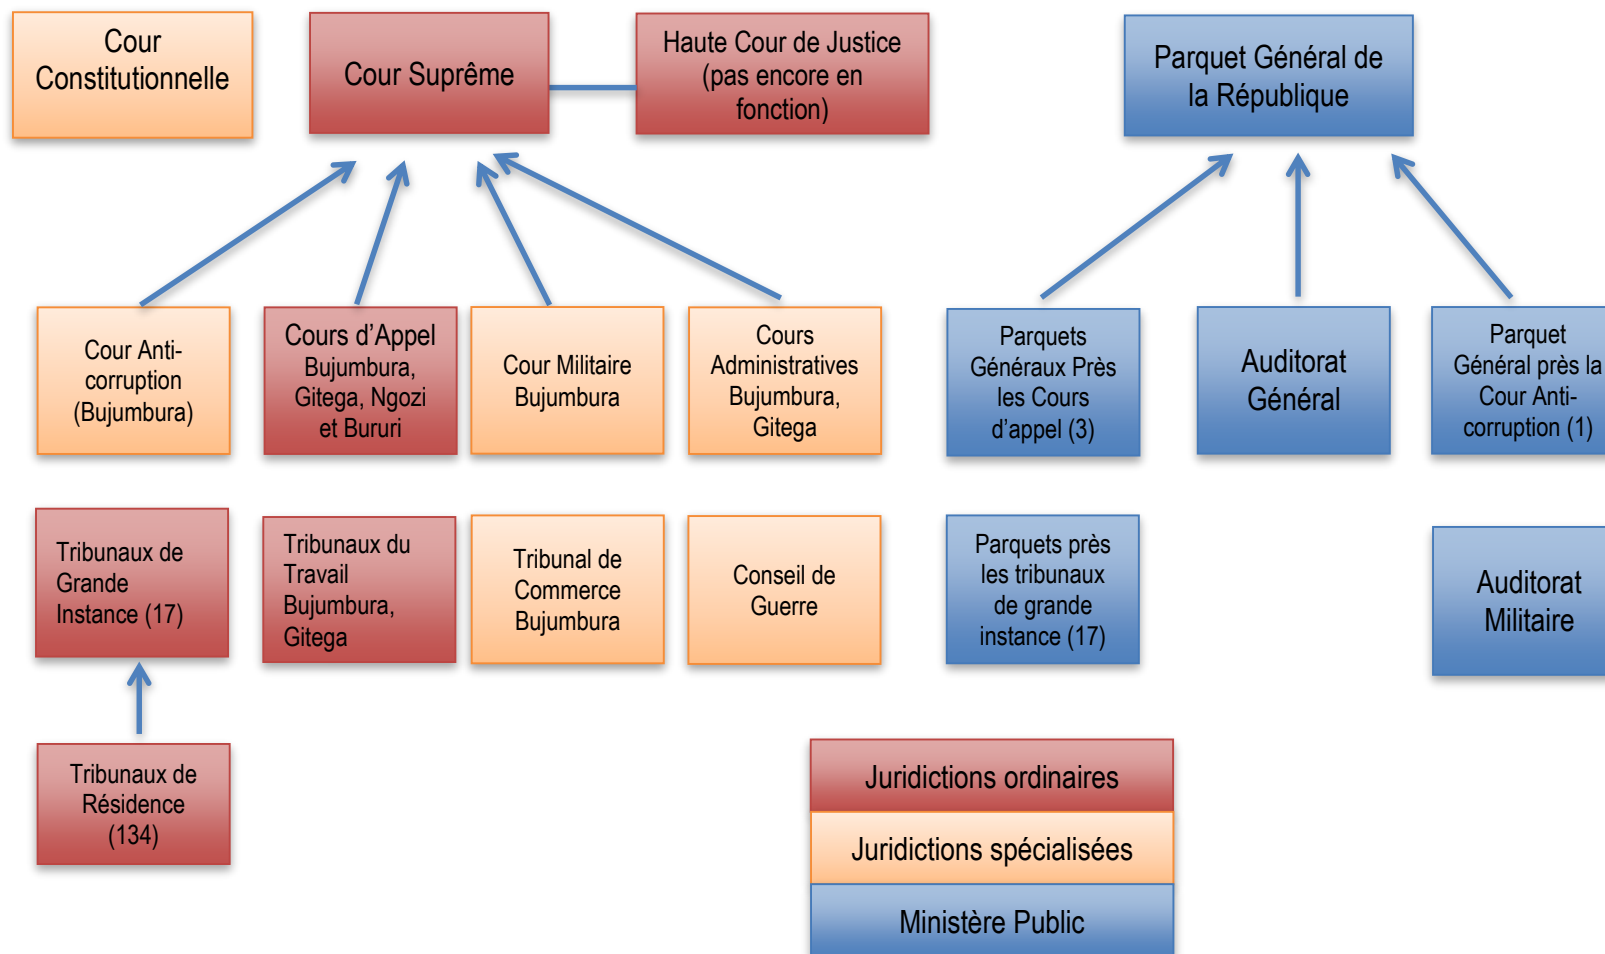 Cour
Constitutionnelle
Cour Suprême
Haute Cour de Justice
(pas encore en
fonction)
Parquet Général de
la République
Cour Anti-
corruption
(Bujumbura)
Cours d’Appel
Bujumbura,
Gitega, Ngozi
et Bururi
Cour Militaire
Bujumbura
Cours
Administratives
Bujumbura,
Gitega
Parquets
Généraux Près
les Cours
d’appel (3)
Auditorat
Général
Parquet
Général près la
Cour Anti-
corruption (1)
Tribunaux de
Grande
Instance (17)
Tribunaux du
Travail
Bujumbura,
Gitega
Tribunal de
Commerce
Bujumbura
Conseil de
Guerre
Parquets près
les tribunaux
de grande
instance (17)
Auditorat
Militaire
Tribunaux de
Résidence
(134)
Juridictions ordinaires
Juridictions spécialisées
Ministère Public